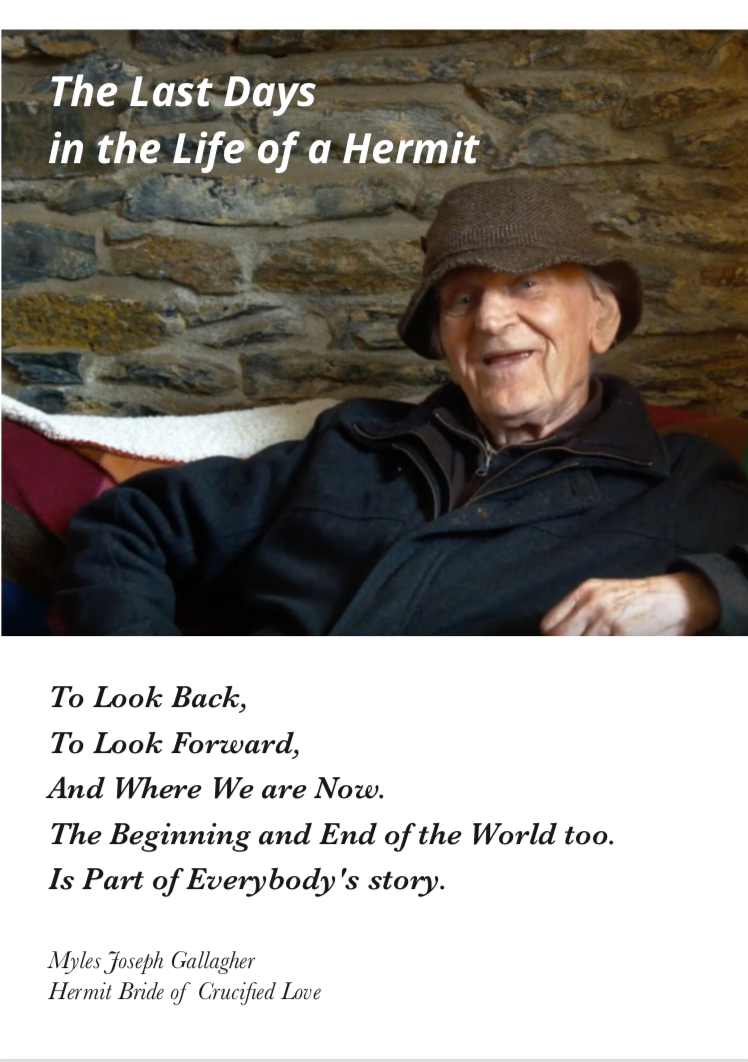 The Last Days
in the Life of a Hermit
To Look Back,
To Look Forward,
And Where We are Now.
The Beginning and End of the World too.
Is Part of Everybody's story.
Myles Joseph Gallagher
Hermit Bride of Crucified Love